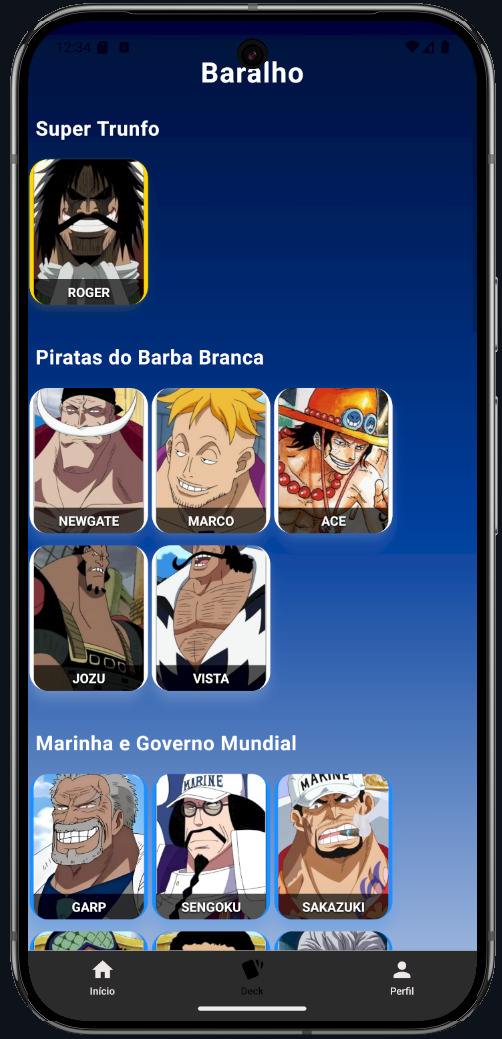 12:34
Baralho
Super Trunfo
ROGER
Piratas do Barba Branca
NEWGATE MARCO ACE
JOZU VISTA
Marinha e Governo Mundial
MARINE MARINE
GARP SENGOKU SAKAZUKI
Início Deck Perfil